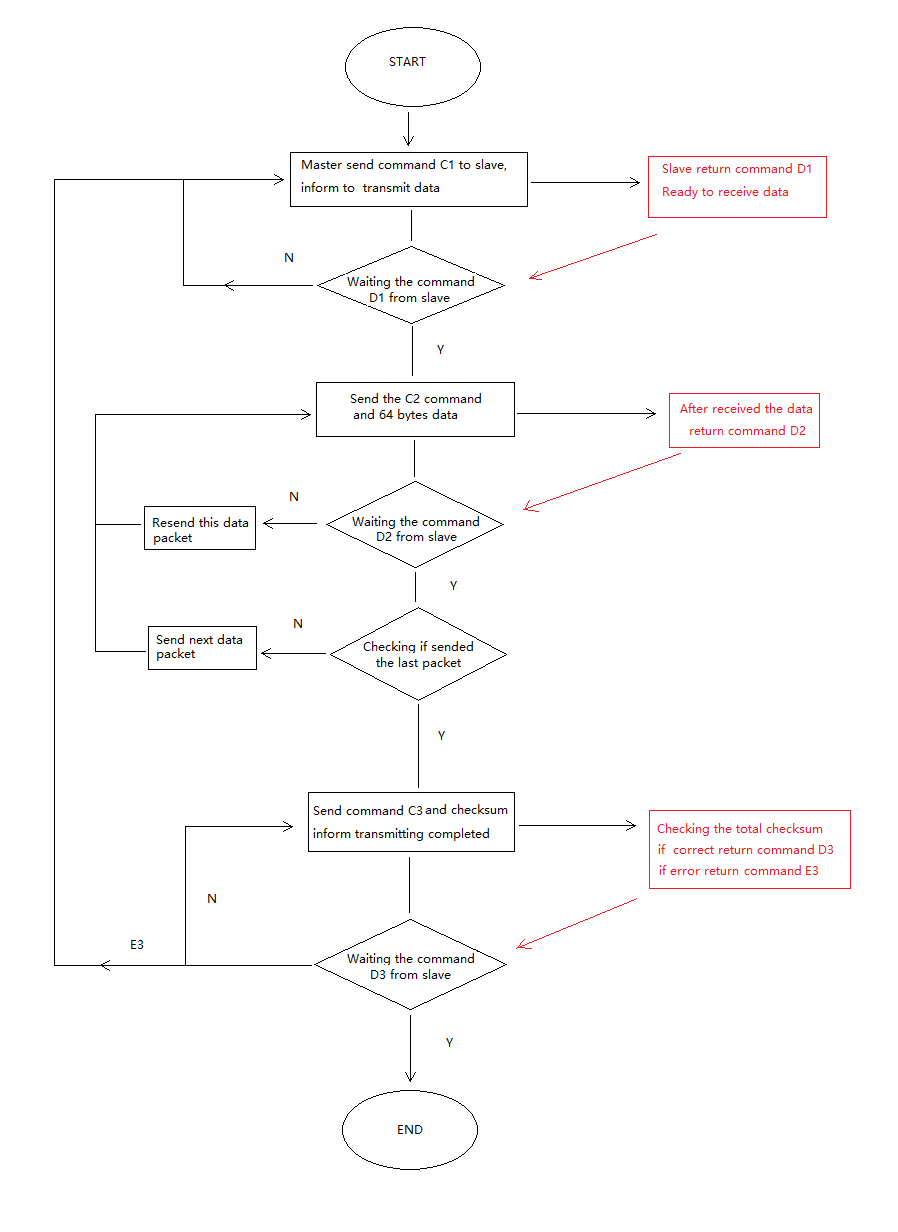 START
Master send command C1 to slave,
inform to transmit data
Slave return command D1
Ready to receive data
N
Waiting the command
D1 from slave
Y
Send the C2 command
and 64 bytes data
After received the data
return command D2
N
Resend this data
packet
Waiting the command
D2 from slave
Y
N
Send next data
packet
Checking if sended
the last packet
Y
Send command C3 and checksum
inform transmitting completed
Checking the total checksum
if correct return command D3
if error return command E3
N
E3
Waiting the command
D3 from slave
Y
END